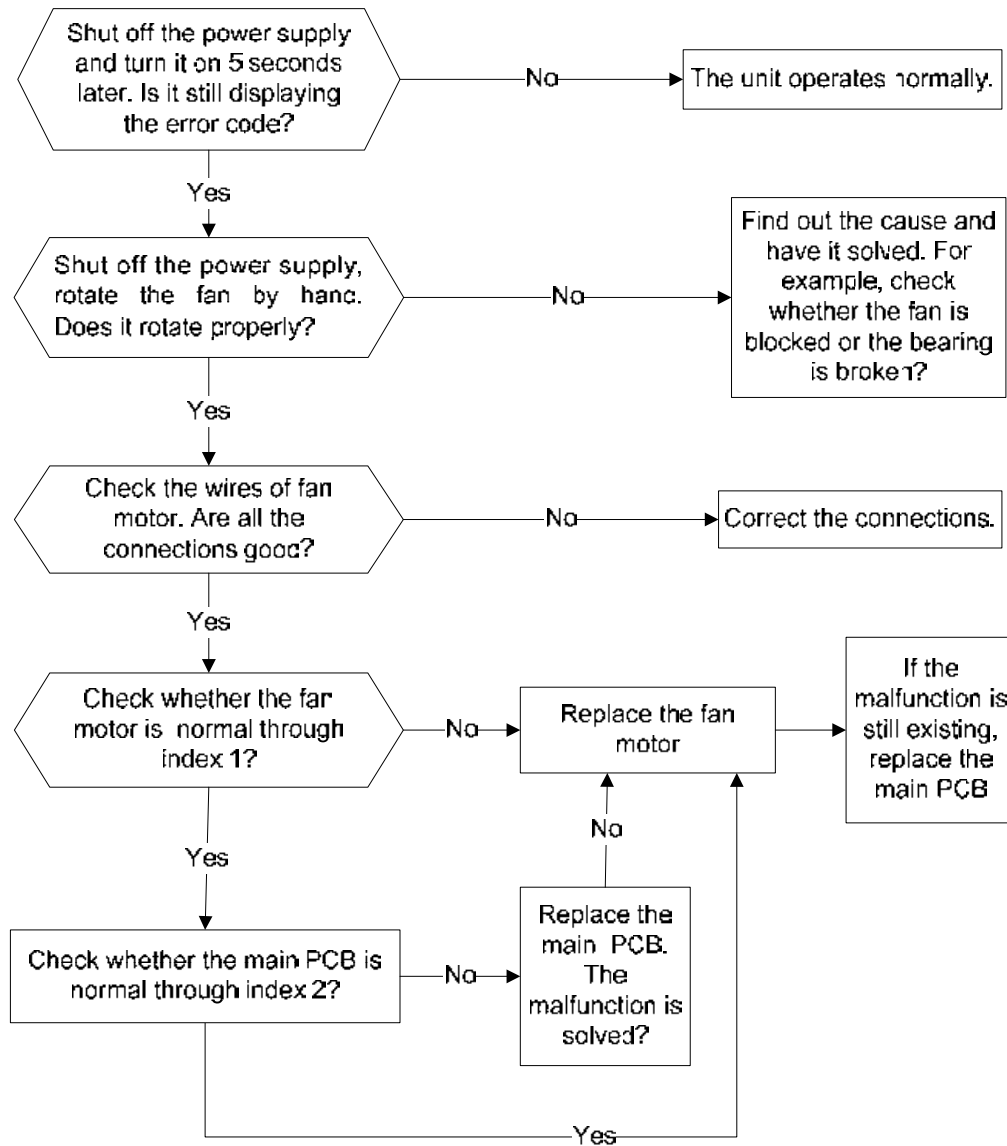 Shut off the power supply
and turn it on 5 seconds
later. Is it still displaying
the error code?
No
The unit operates normally.
Yes
Shut off the power supply,
rotate the fan by hand.
Does it rotate properly?
No
Find out the cause and
have it solved. For
example, check
whether the fan is
blocked or the bearing
is broken?
Yes
Check the wires of fan
motor. Are all the
connections good?
No
Correct the connections.
Yes
Check whether the fan
motor is normal through
index 1?
No
Replace the fan
motor
If the
malfunction is
still existing,
replace the
main PCB
Yes
No
Check whether the main PCB is
normal through index 2?
No
Replace the
main PCB.
The
malfunction is
solved?
Yes